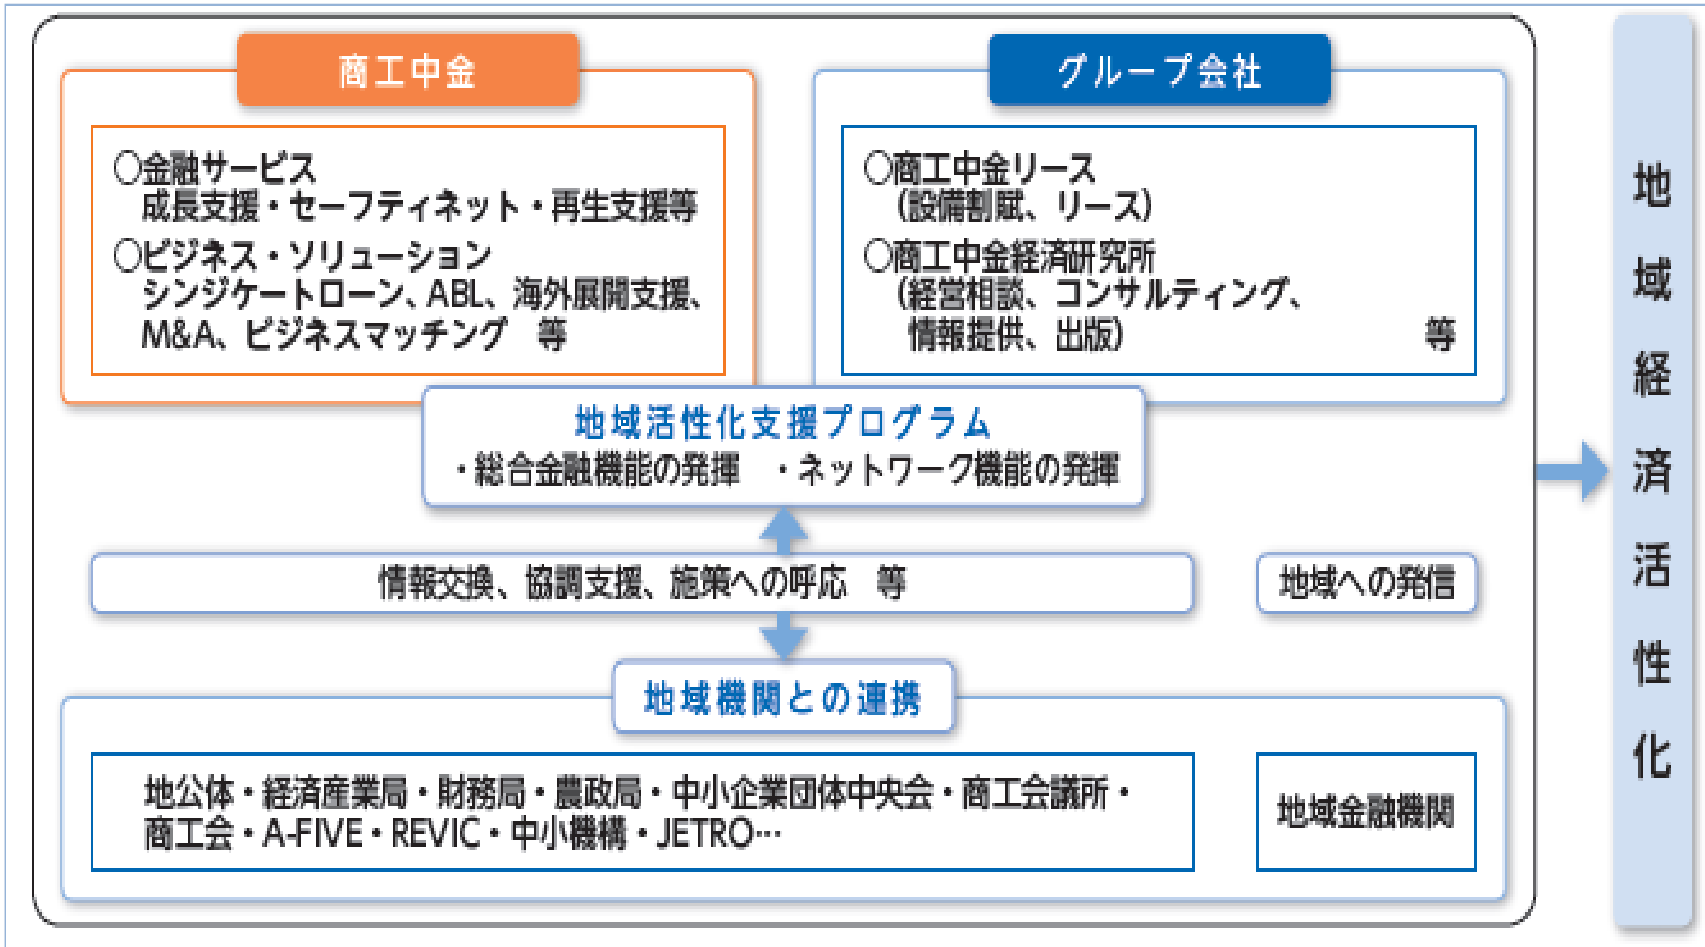 商工中金
○金融サービス
成長支援・セーフティネット・再生支援等
○ビジネス・ソリューション
シンジケートローン、ABL、海外展開支援、
M&A、ビジネスマッチング　等
グループ会社
○商工中金リース
（設備割賦、リース）
○商工中金経済研究所
（経営相談、コンサルティング、
情報提供、出版）　等
地域活性化支援プログラム
・総合金融機能の発揮　・ネットワーク機能の発揮
情報交換、協調支援、施策への呼応　等
地域への発信
地域機関との連携
地公体・経済産業局・財務局・農政局・中小企業団体中央会・商工会議所・
商工会・A-FIVE・REVIC・中小機構・JETRO…
地域金融機関
地域経済活性化